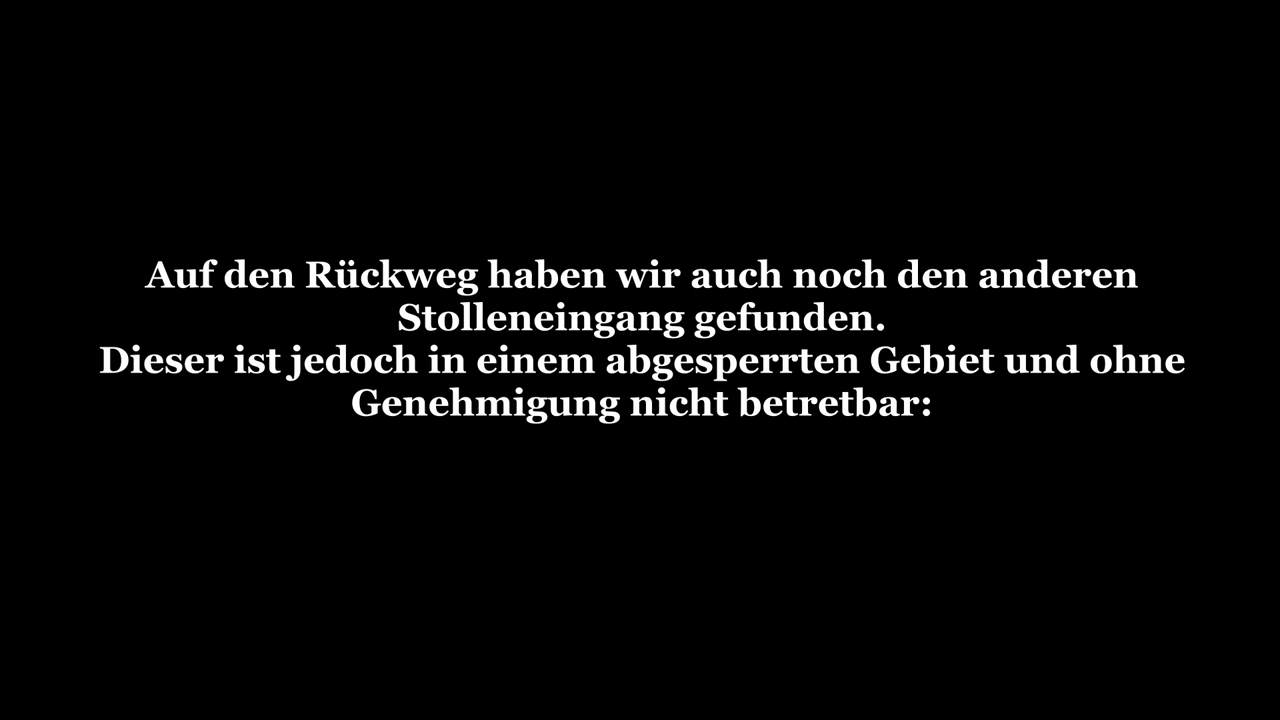 Auf den Rückweg haben wir auch noch den anderen
Stolleneingang gefunden.
Dieser ist jedoch in einem abgesperrten Gebiet und ohne
Genehmigung nicht betretbar: